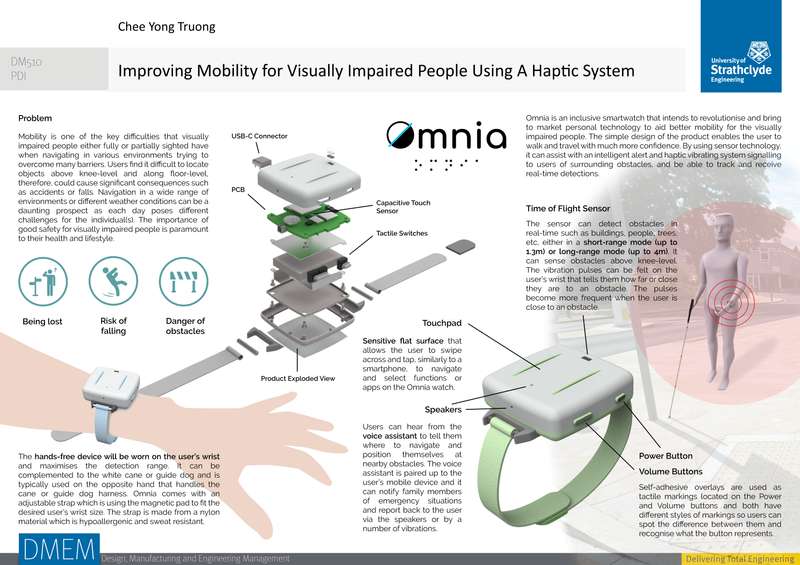 Chee Yong Truong
DM510
PDI
Improving Mobility for Visually Impaired People Using A Haptic System
University of
Strathclyde
Engineering
Problem
Mobility is one of the key difficulties that visually
impaired people either fully or partially sighted have
when navigating in various environments trying to
overcome many barriers. Users find it difficult to locate
objects above knee-level and along floor-level,
therefore, could cause significant consequences such
as accidents or falls. Navigation in a wide range of
environments or different weather conditions can be a
daunting prospect as each day poses different
challenges for the individual(s). The importance of
good safety for visually impaired people is paramount
to their health and lifestyle.
Being lost
Risk of
falling
Danger of
obstacles
USB-C Connector
PCB
Capacitive Touch
Sensor
Tactile Switches
Product Exploded View
Omnia
⠕⠍⠝⠊⠁
Omnia is an inclusive smartwatch that intends to revolutionise and bring
to market personal technology to aid better mobility for the visually
impaired people. The simple design of the product enables the user to
walk and travel with much more confidence. By using sensor technology,
it can assist with an intelligent alert and haptic vibrating system signalling
to users of surrounding obstacles, and be able to track and receive
real-time detections.
Time of Flight Sensor
The sensor can detect obstacles in
real-time such as buildings, people, trees,
etc. either in a short-range mode (up to
1.3m) or long-range mode (up to 4m). It
can sense obstacles above knee-level.
The vibration pulses can be felt on the
user's wrist that tells them how far or close
they are to an obstacle. The pulses
become more frequent when the user is
close to an obstacle.
Touchpad
Sensitive flat surface that
allows the user to swipe
across and tap, similarly to a
smartphone, to navigate
and select functions or
apps on the Omnia watch.
Speakers
Users can hear from the
voice assistant to tell them
where to navigate and
position themselves at
nearby obstacles. The voice
assistant is paired up to the
user's mobile device and it
can notify family members
of emergency situations
and report back to the user
via the speakers or by a
number of vibrations.
The hands-free device will be worn on the user's wrist
and maximises the detection range. It can be
complemented to the white cane or guide dog and is
typically used on the opposite hand that handles the
cane or guide dog harness. Omnia comes with an
adjustable strap which is using the magnetic pad to fit the
desired user's wrist size. The strap is made from a nylon
material which is hypoallergenic and sweat resistant.
Power Button
Volume Buttons
Self-adhesive overlays are used as
tactile markings located on the Power
and Volume buttons and both have
different styles of markings so users can
spot the difference between them and
recognise what the button represents.
DMEM
Design, Manufacturing and Engineering Management
Delivering Total Engineering